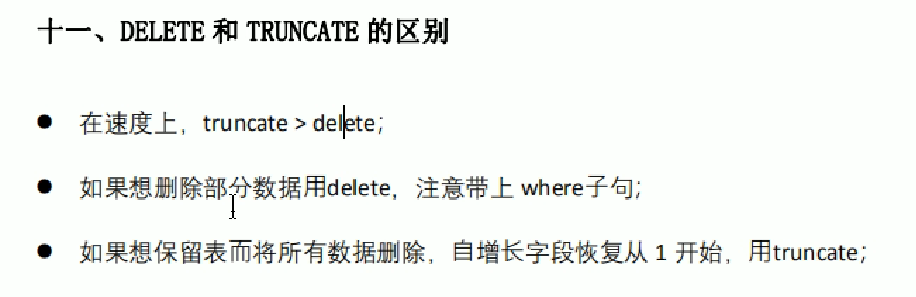 十一、DELETE 和 TRUNCATE 的区别
● 在速度上，truncate > delete；
● 如果想删除部分数据用delete，注意带上 where子句；
● 如果想保留表而将所有数据删除，自增长字段恢复从 1 开始，用truncate；